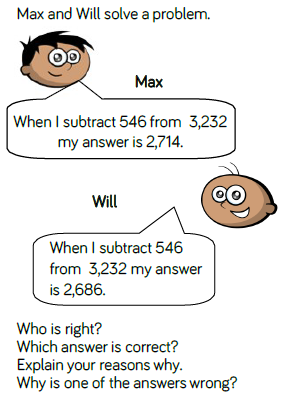 Max and Will solve a problem.
Max
When I subtract 546 from 3,232
my answer is 2,714.
Will
When I subtract 546
from 3,232 my answer
is 2,686.
Who is right?
Which answer is correct?
Explain your reasons why.
Why is one of the answers wrong?